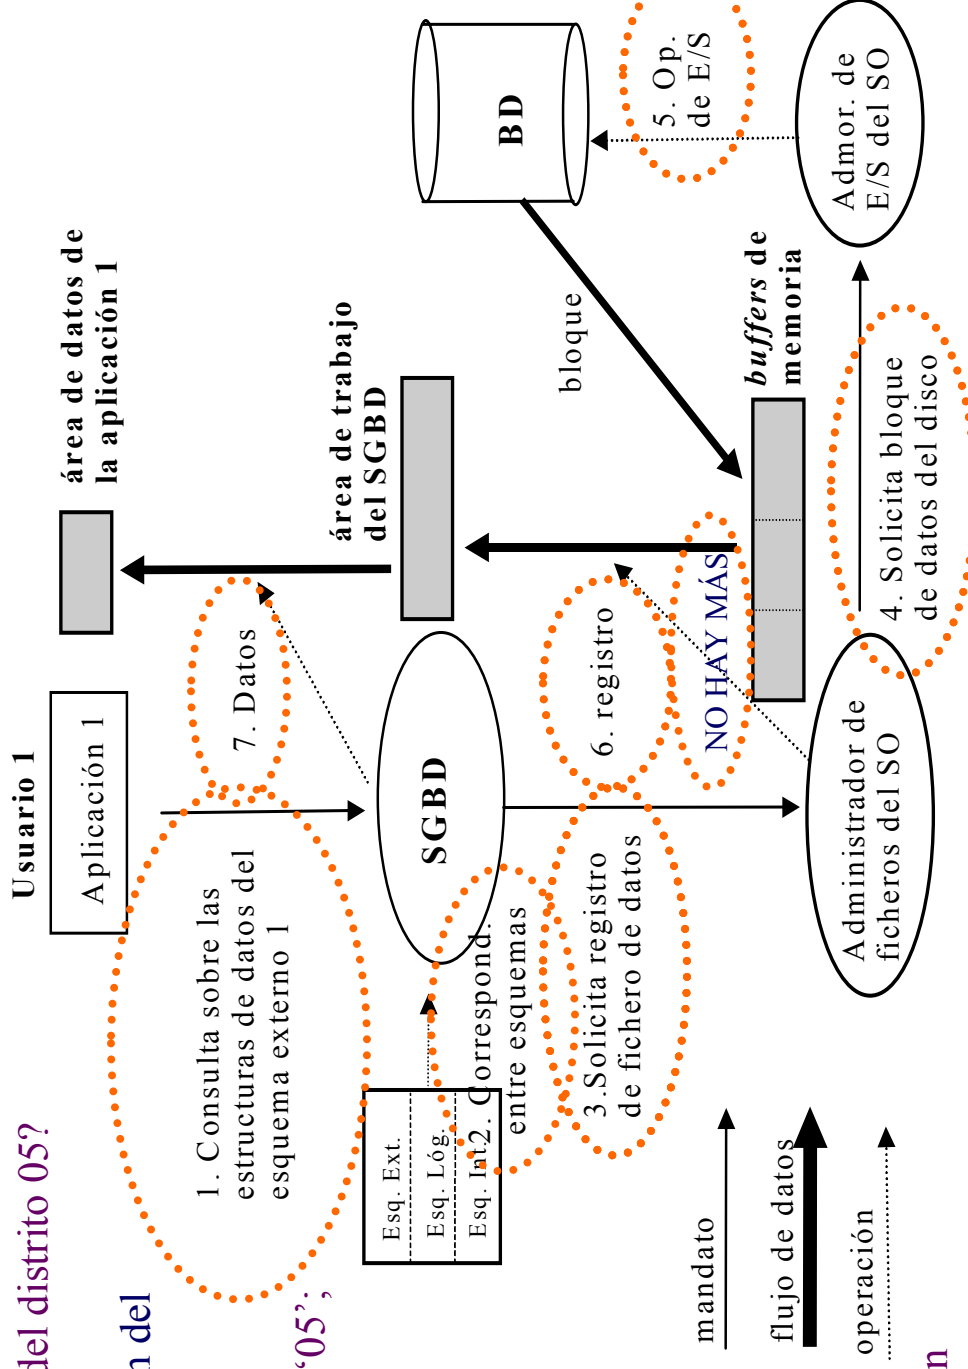 del distrito 05?
n del
‘05’;
n
Usuario 1
Aplicación 1
área de datos de
la aplicación 1
1. Consulta sobre las
estructuras de datos del
esquema externo 1
7. Datos
SGBD
área de trabajo
del SGBD
BD
Esq. Ext.
Esq. Lóg.
Esq. Int.
2. Correspond.
entre esquemas
3.Solicita registro
de fichero de datos
6. registro
NO HAY MÁS
bloque
buffers de
memoria
5. Op.
de E/S
Administrador de
ficheros del SO
4. Solicita bloque
de datos del disco
Admor. de
E/S del SO
mandato
flujo de datos
operación